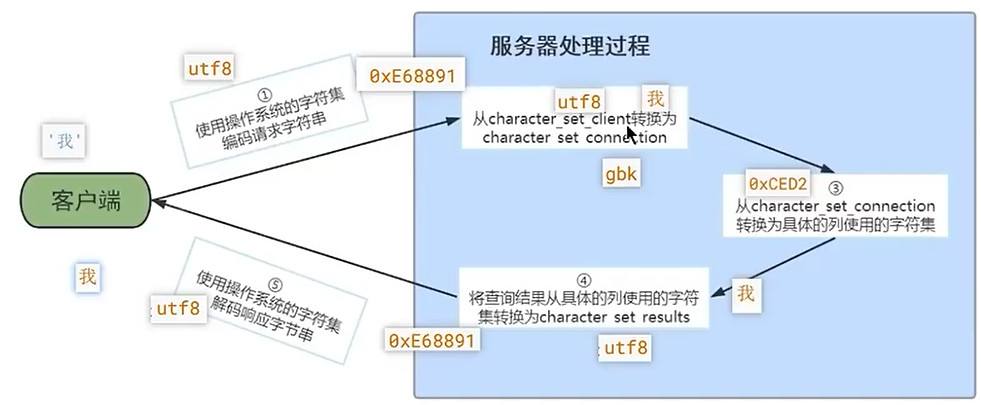 服务器处理过程
utf8
0xE68891
①
使用操作系统的字符集
编码请求字符串
'我'
客户端
utf8
我
从character_set_client转换为
character_set_connection
gbk
0xCED2
③
从character_set_connection
转换为具体的列使用的字符集
我
④
将查询结果从具体的列使用的字符
集转换为character_set_results
utf8
0xE68891
⑤
使用操作系统的字符集
解码响应字节串
utf8
我